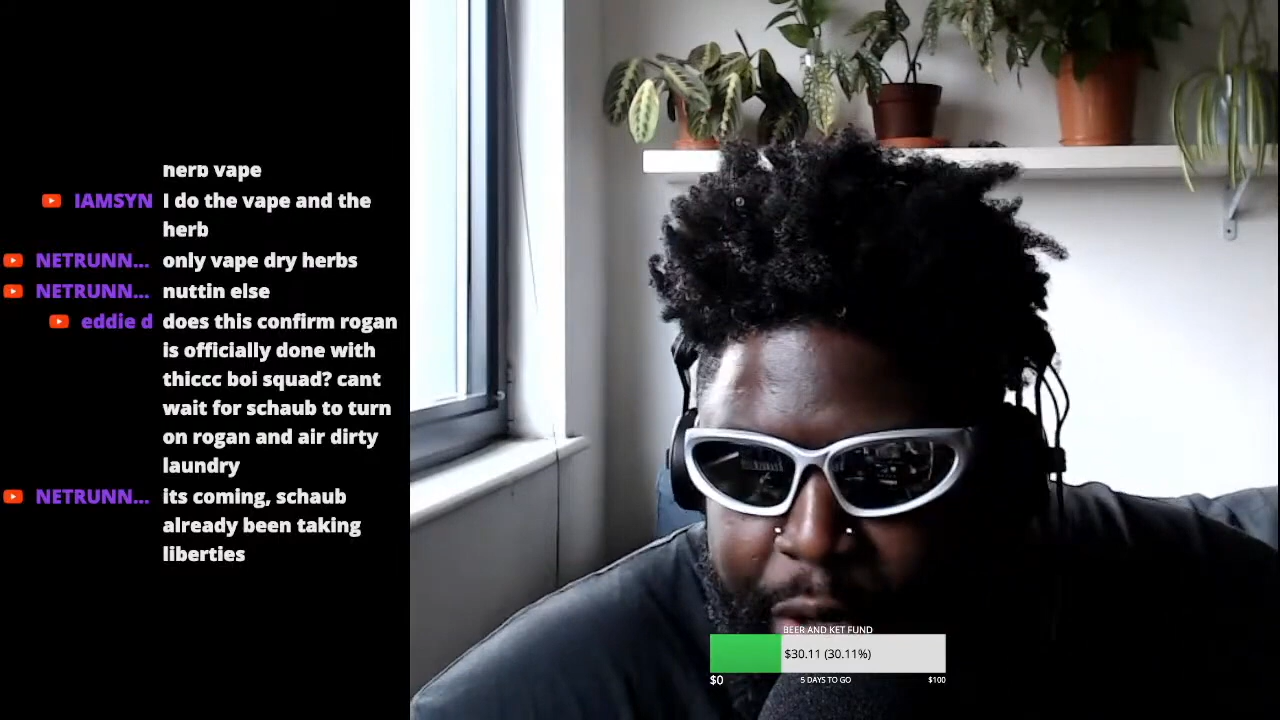 herb vape
IAMSYN I do the vape and the
herb
NETRUNN... only vape dry herbs
NETRUNN... nuttin else
eddie d does this confirm rogan
is officially done with
thiccc boi squad? cant
wait for schaub to turn
on rogan and air dirty
laundry
NETRUNN... its coming, schaub
already been taking
liberties
BEER AND KET FUND
$30.11 (30.11%)
$0 5 DAYS TO GO $100